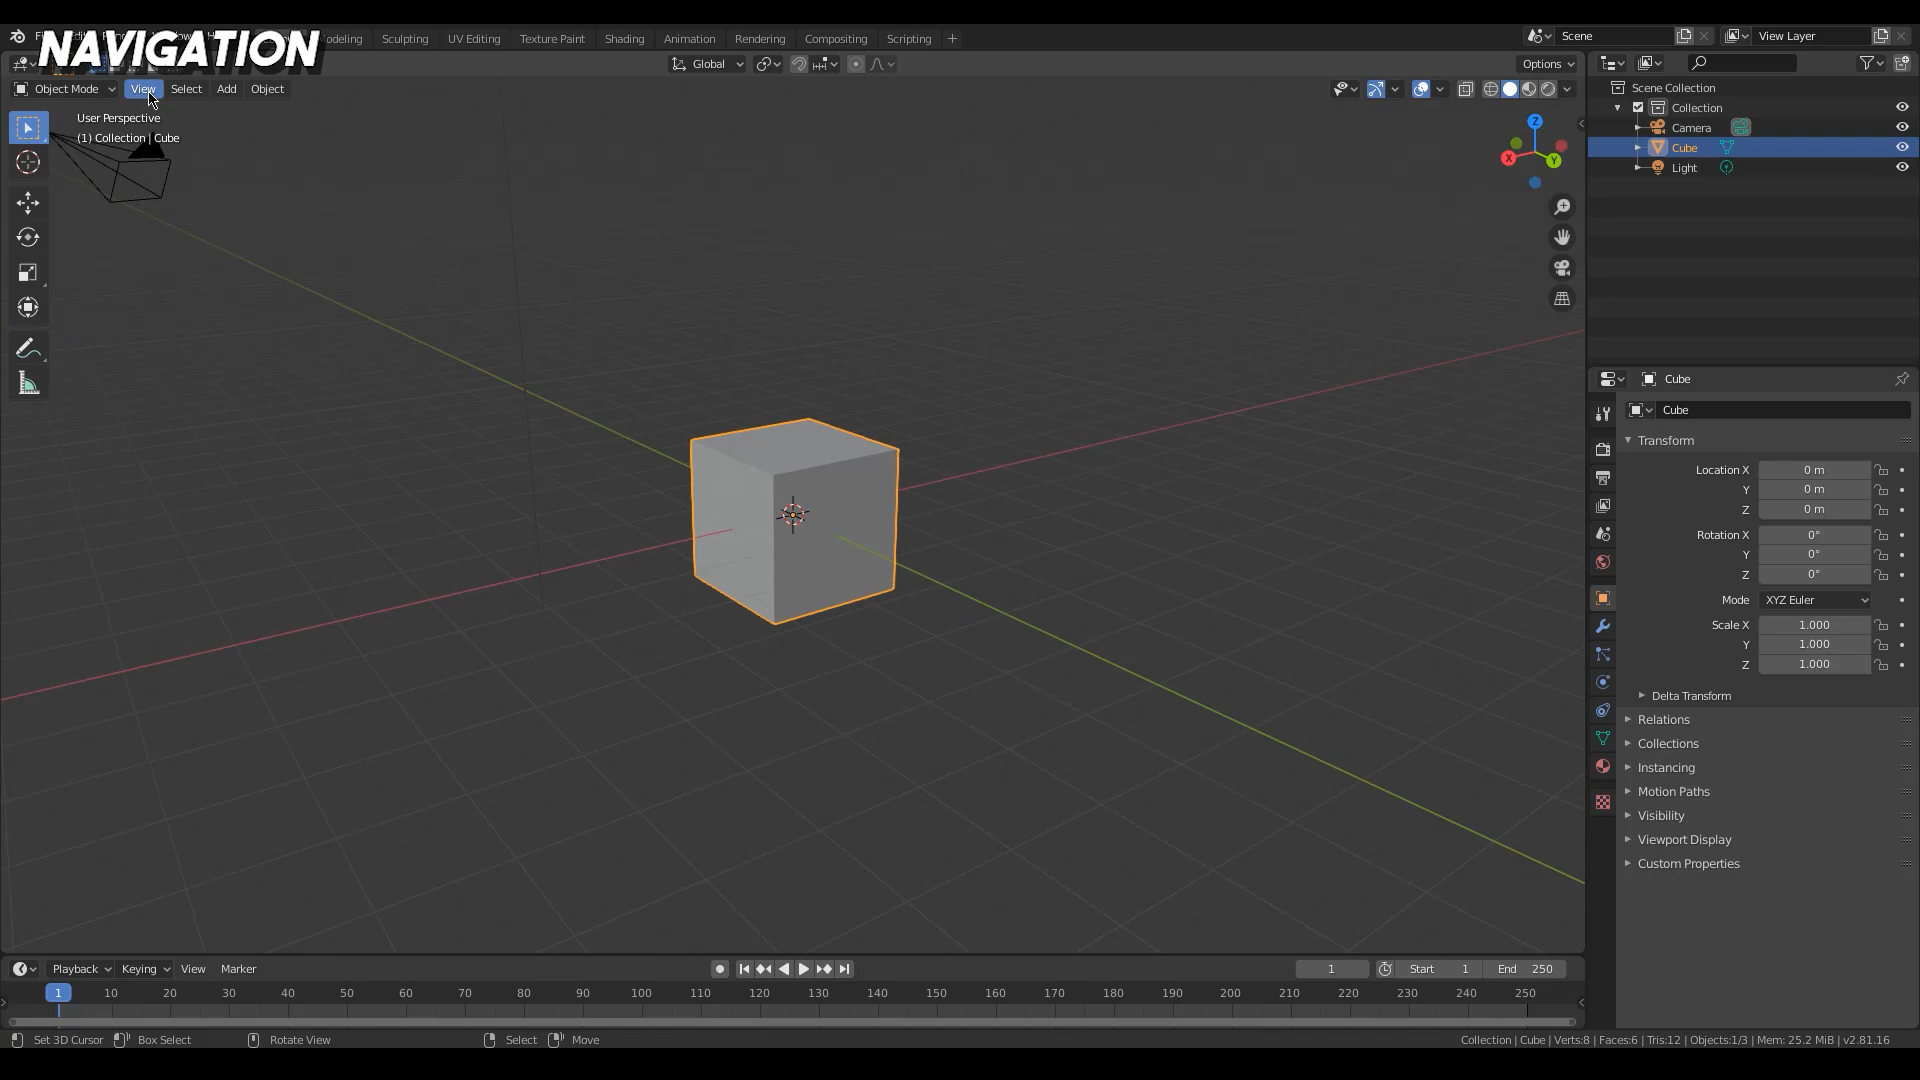 NAVIGATION
Sculpting
UV Editing
Texture Paint
Shading
Animation
Rendering
Compositing
Scripting
+
Scene
View Layer
Global
Options
Object Mode
View
Select
Add
Object
User Perspective
(1) Collection | Cube
Z
X
Y
Scene Collection
Collection
Camera
Cube
Light
Cube
Cube
Transform
Location X 0 m
Y 0 m
Z 0 m
Rotation X 0°
Y 0°
Z 0°
Mode XYZ Euler
Scale X 1.000
Y 1.000
Z 1.000
Delta Transform
Relations
Collections
Instancing
Motion Paths
Visibility
Viewport Display
Custom Properties
Playback
Keying
View
Marker
1
Start 1
End 250
1 10 20 30 40 50 60 70 80 90 100 110 120 130 140 150 160 170 180 190 200 210 220 230 240 250
Set 3D Cursor
Box Select
Rotate View
Select
Move
Collection | Cube | Verts:8 | Faces:6 | Tris:12 | Objects:1/3 | Mem: 25.2 MiB | v2.81.16